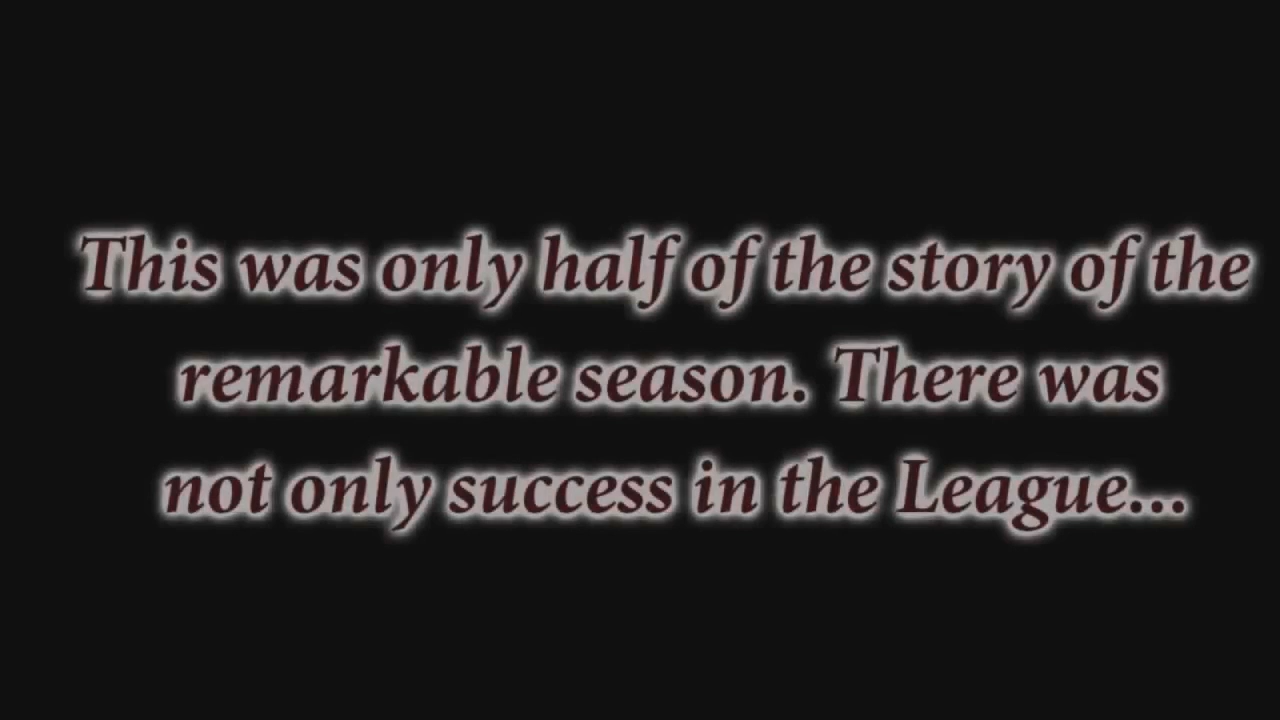 This was only half of the story of the
remarkable season. There was
not only success in the League...